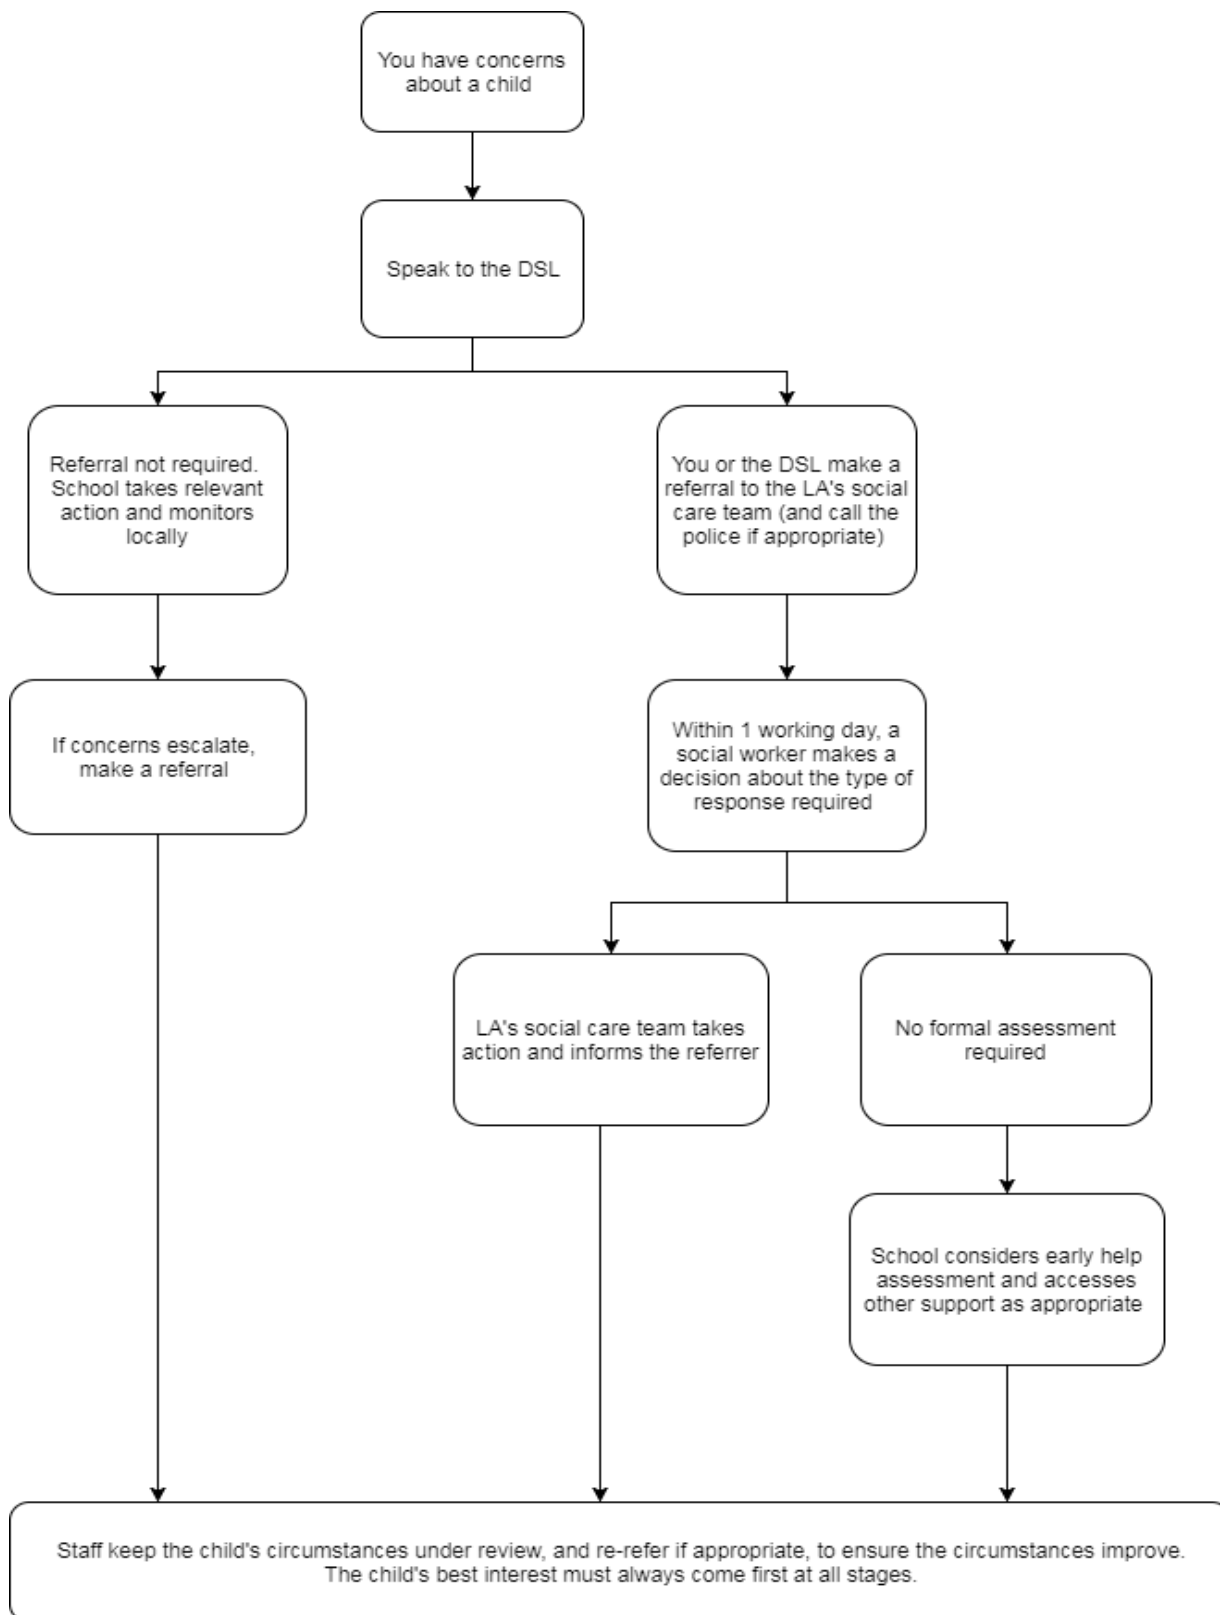 You have concerns
about a child
Speak to the DSL
Referral not required.
School takes relevant
action and monitors
locally
You or the DSL make a
referral to the LA's social
care team (and call the
police if appropriate)
If concerns escalate,
make a referral
Within 1 working day, a
social worker makes a
decision about the type of
response required
LA's social care team takes
action and informs the referrer
No formal assessment
required
School considers early help
assessment and accesses
other support as appropriate
Staff keep the child's circumstances under review, and re-refer if appropriate, to ensure the circumstances improve.
The child's best interest must always come first at all stages.